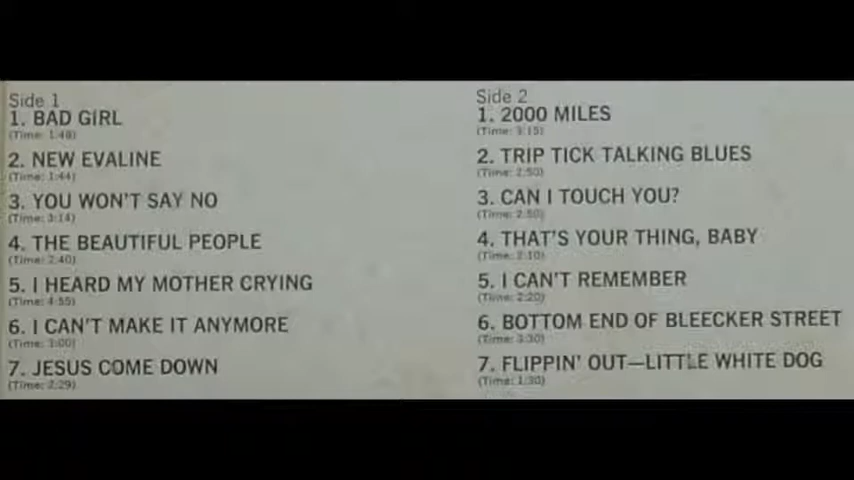 Side 1
1. BAD GIRL
(Time: 1:48)
2. NEW EVALINE
(Time: 1:44)
3. YOU WON'T SAY NO
(Time: 3:14)
4. THE BEAUTIFUL PEOPLE
(Time: 2:40)
5. I HEARD MY MOTHER CRYING
(Time: 4:55)
6. I CAN'T MAKE IT ANYMORE
(Time: 3:00)
7. JESUS COME DOWN
(Time: 2:29)
Side 2
1. 2000 MILES
(Time: 3:15)
2. TRIP TICK TALKING BLUES
(Time: 2:50)
3. CAN I TOUCH YOU?
(Time: 2:50)
4. THAT'S YOUR THING, BABY
(Time: 2:10)
5. I CAN'T REMEMBER
(Time: 2:20)
6. BOTTOM END OF BLEECKER STREET
(Time: 3:30)
7. FLIPPIN' OUT—LITTLE WHITE DOG
(Time: 1:30)